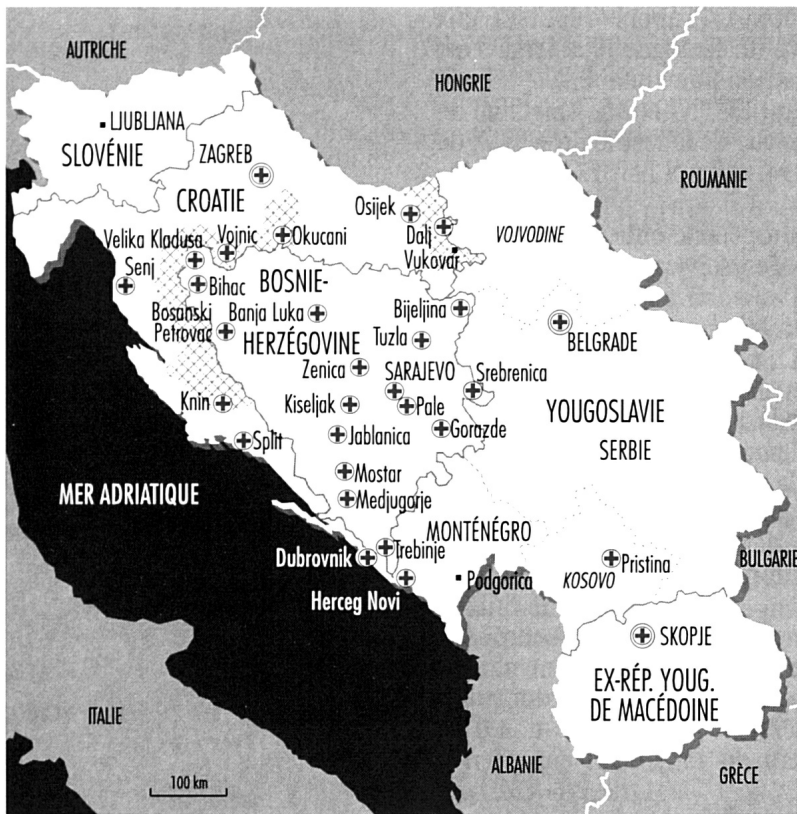 AUTRICHE
HONGRIE
LJUBLJANA
SLOVÉNIE
ZAGREB
ROUMANIE
CROATIE
Osijek
VOJVODINE
Velika Kladusa
Vojnic
Okucani
Dalj
Vukovar
Senj
BOSNIE-
Bihac
Bosanski
Petrovac
Banja Luka
Bijeljina
HERZÉGOVINE
Tuzla
BELGRADE
Zenica
SARAJEVO
Srebrenica
Knin
Kiseljak
Pale
YOUGOSLAVIE
Split
Jablanica
Gorazde
SERBIE
Mostar
MER ADRIATIQUE
Medjugorje
MONTÉNÉGRO
Dubrovnik
Trebinje
Pristina
BULGARIE
Herceg Novi
Podgorica
KOSOVO
SKOPJE
EX-RÉP. YOUG.
DE MACÉDOINE
ITALIE
ALBANIE
GRÈCE
100 km